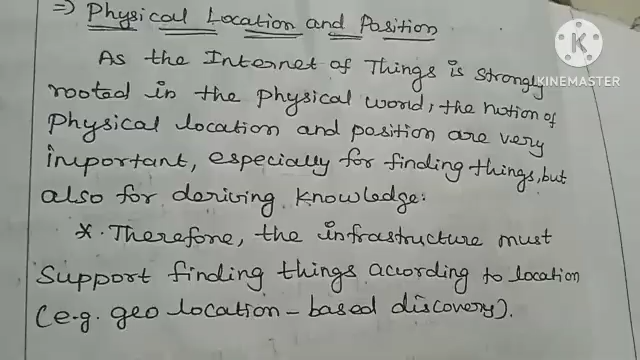 =) Physical Location and Position
As the Internet of Things is strongly
rooted in the physical world, the notion of
physical location and position are very
important, especially for finding things, but
also for deriving knowledge.
*. Therefore, the infrastructure must
Support finding things according to location
(e.g. geo location-based discovery).
KINEMASTER